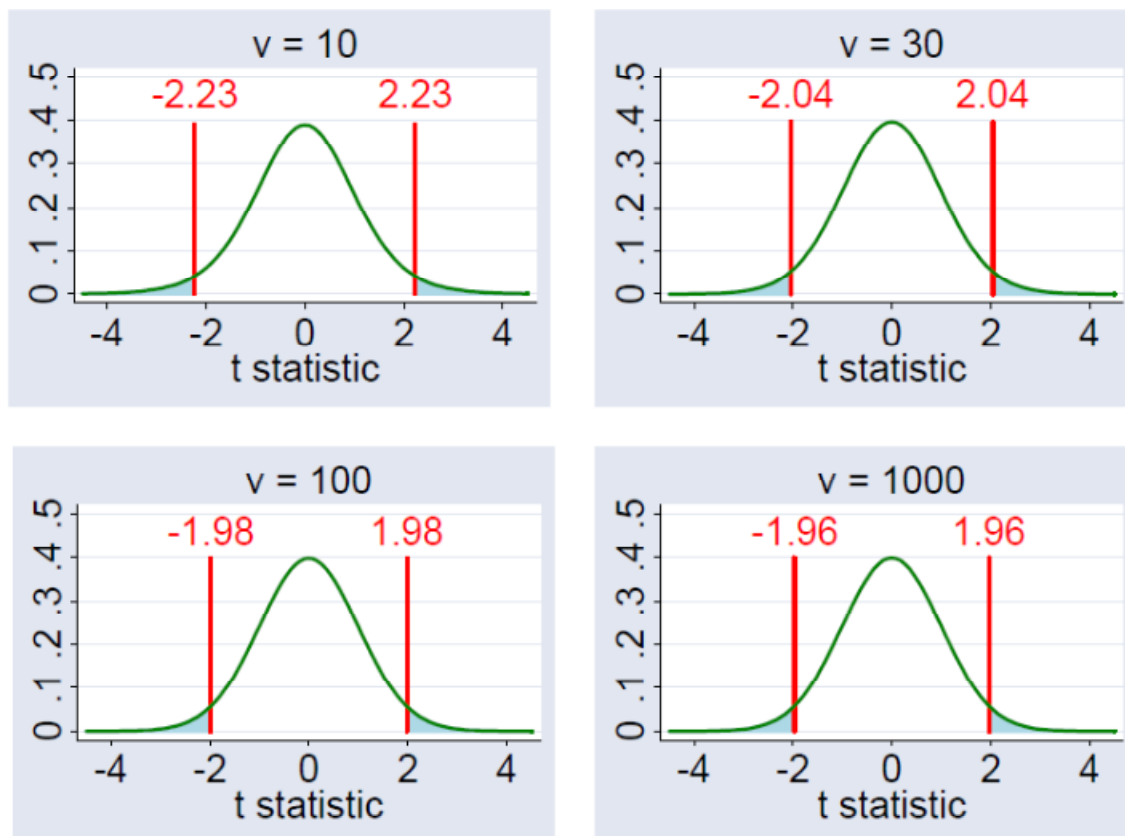 v = 10
-2.23 2.23
.5
.4
.3
.2
.1
0
-4 -2 0 2 4
t statistic
v = 30
-2.04 2.04
.5
.4
.3
.2
.1
0
-4 -2 0 2 4
t statistic
v = 100
-1.98 1.98
.5
.4
.3
.2
.1
0
-4 -2 0 2 4
t statistic
v = 1000
-1.96 1.96
.5
.4
.3
.2
.1
0
-4 -2 0 2 4
t statistic